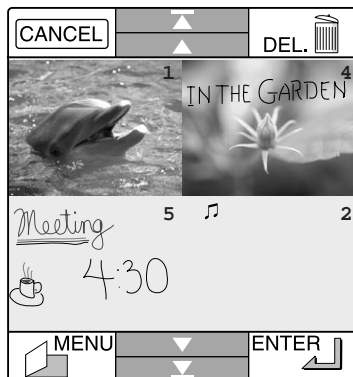 CANCEL
DEL.
1
4
IN THE GARDEN
Meeting
5
2
4:30
MENU
ENTER